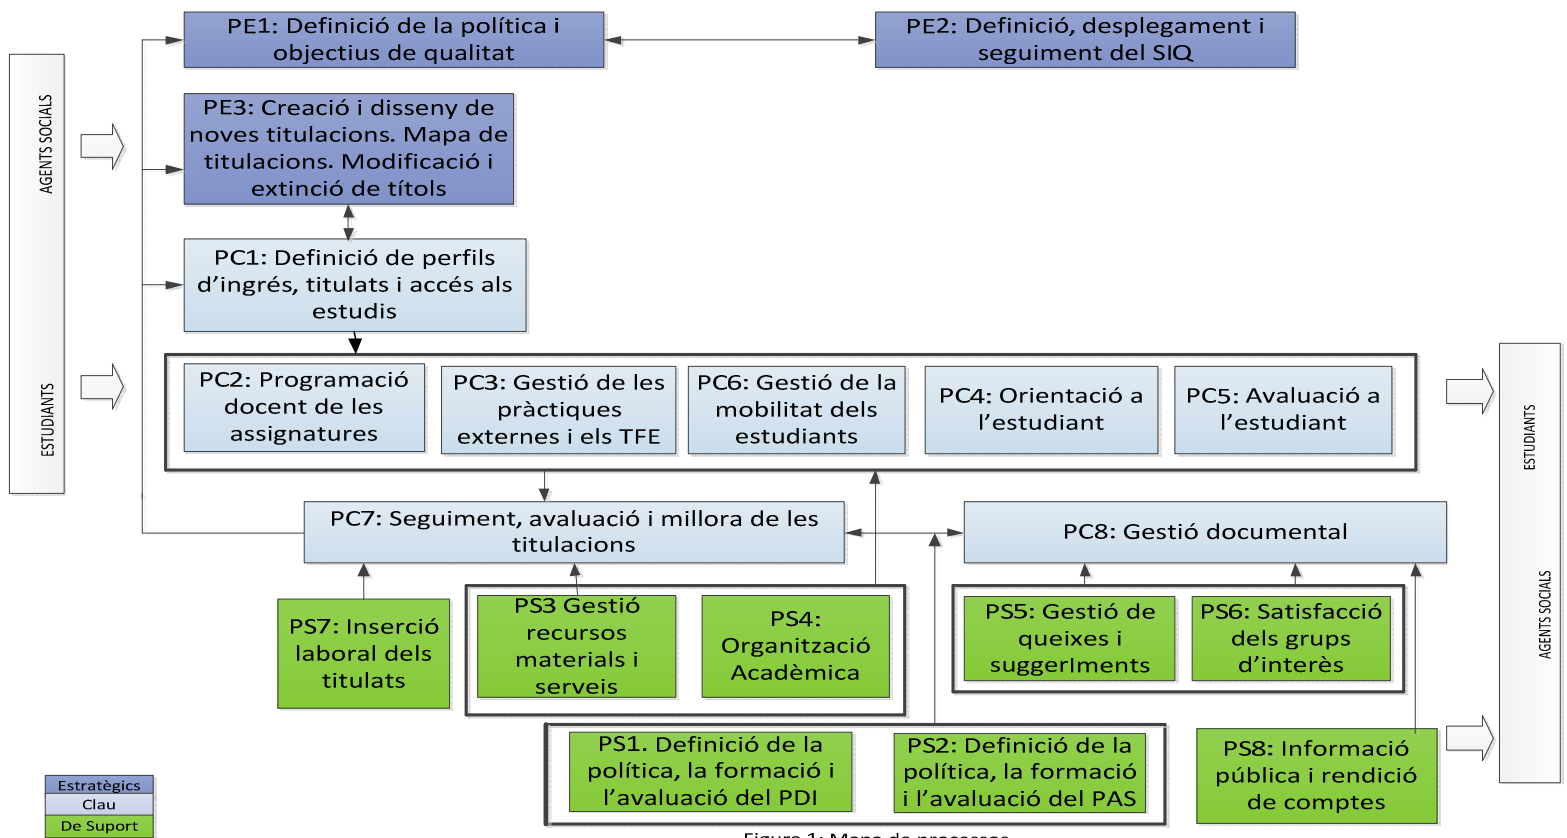 PE1: Definició de la política i
objectius de qualitat
PE2: Definició, desplegament i
seguiment del SIQ
AGENTS SOCIALS
ESTUDIANTS
PE3: Creació i disseny de
noves titulacions. Mapa de
titulacions. Modificació i
extinció de títols
PC1: Definició de perfils
d’ingrés, titulats i accés als
estudis
PC2: Programació
docent de les
assignatures
PC3: Gestió de les
pràctiques
externes i els TFE
PC6: Gestió de la
mobilitat dels
estudiants
PC4: Orientació a
l’estudiant
PC5: Avaluació a
l’estudiant
ESTUDIANTS
AGENTS SOCIALS
PC7: Seguiment, avaluació i millora de les
titulacions
PC8: Gestió documental
PS7: Inserció
laboral dels
titulats
PS3 Gestió
recursos
materials i
serveis
PS4:
Organització
Acadèmica
PS5: Gestió de
queixes i
suggerIments
PS6: Satisfacció
dels grups
d’interès
PS1. Definició de la
política, la formació i
l’avaluació del PDI
PS2: Definició de la
política, la formació
i l’avaluació del PAS
PS8: Informació
pública i rendició
de comptes
Estratègics
Clau
De Suport
Figura 1: Mapa de processos